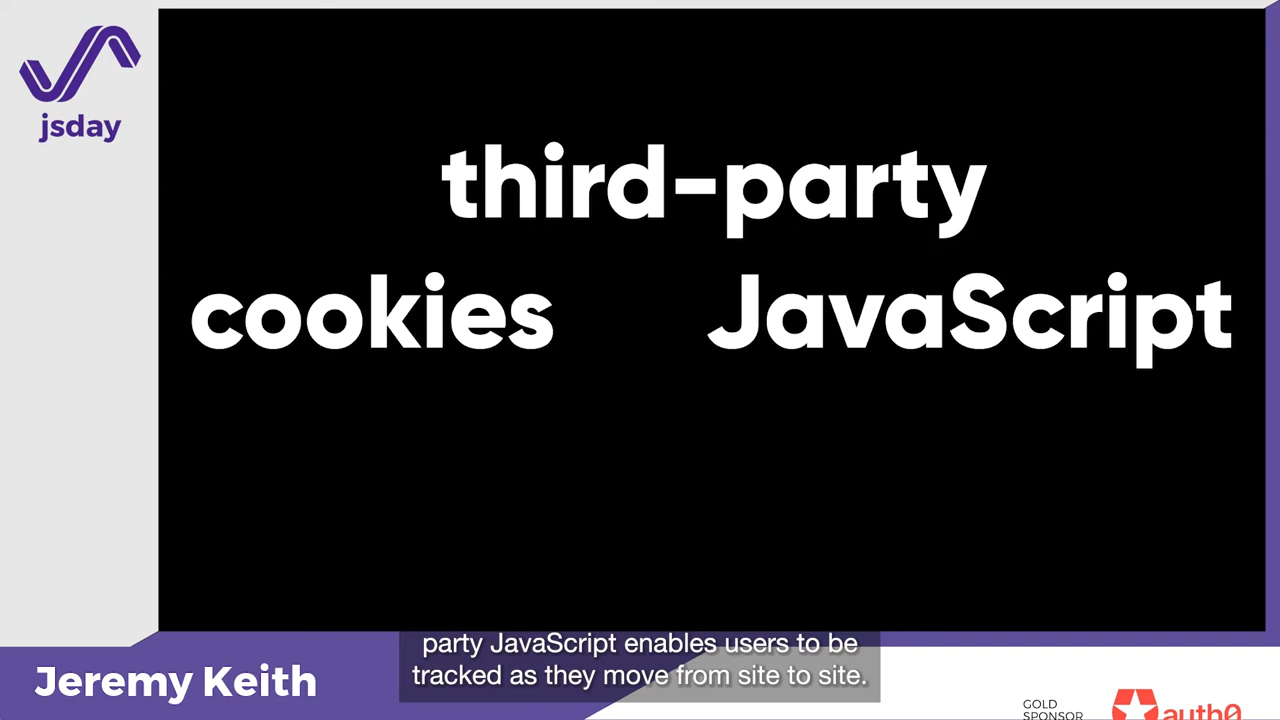 jsday
third-party
cookies JavaScript
party JavaScript enables users to be
tracked as they move from site to site.
Jeremy Keith
GOLD
SPONSOR
auth0